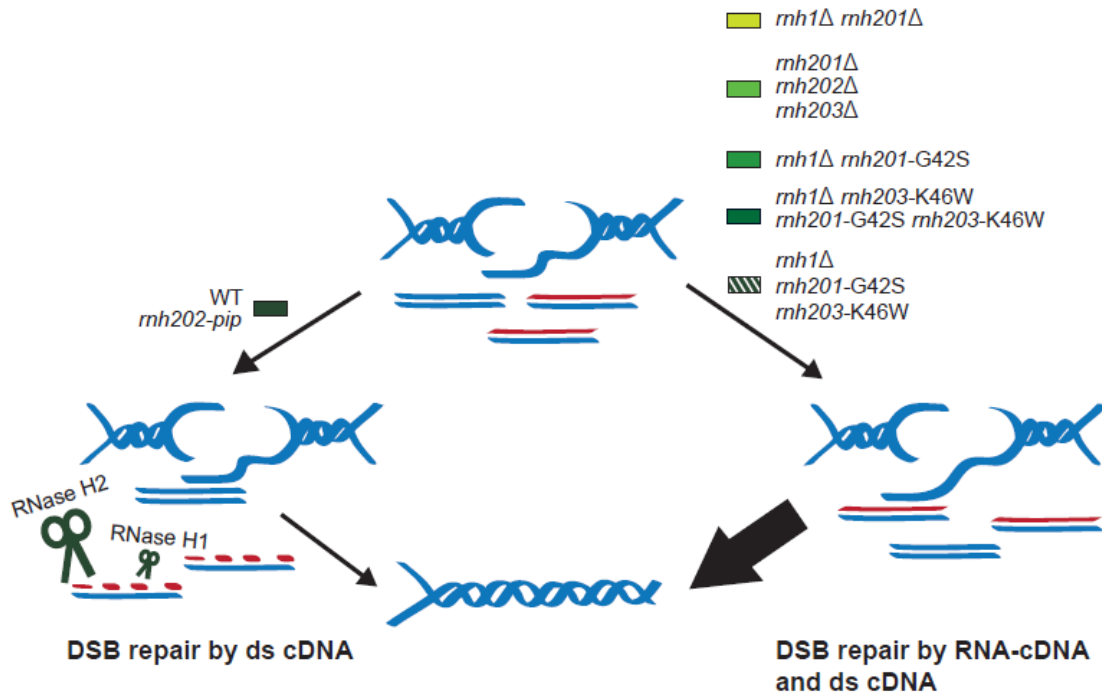 rnh1Δ rnh201Δ
rnh201Δ
rnh202Δ
rnh203Δ
rnh1Δ rnh201-G42S
rnh1Δ rnh203-K46W
rnh201-G42S rnh203-K46W
rnh1Δ
rnh201-G42S
rnh203-K46W
WT
rnh202-pip
RNase H2
RNase H1
DSB repair by ds cDNA
DSB repair by RNA-cDNA
and ds cDNA